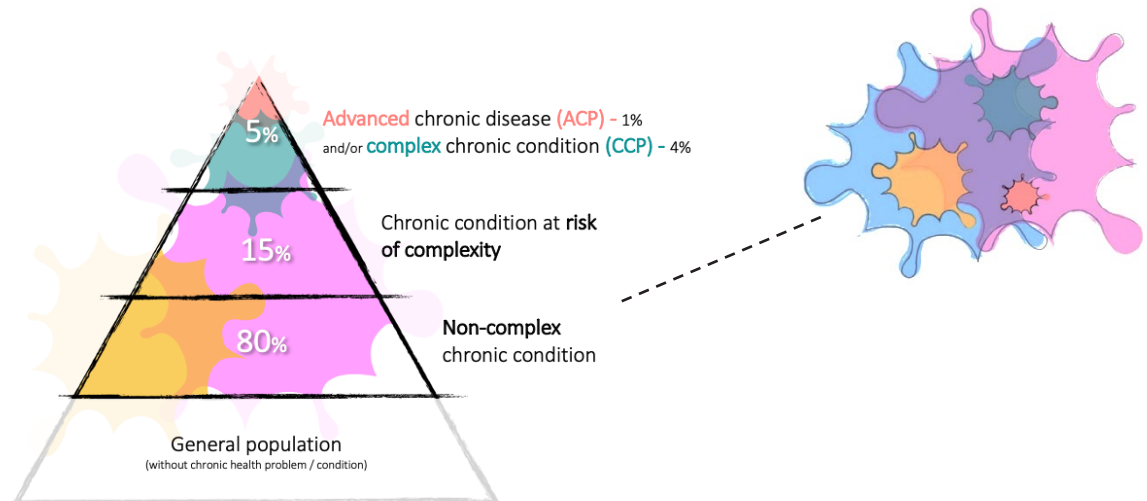 5%
Advanced chronic disease (ACP) - 1%
and/or complex chronic condition (CCP) - 4%
15%
Chronic condition at risk
of complexity
80%
Non-complex
chronic condition
General population
(without chronic health problem / condition)